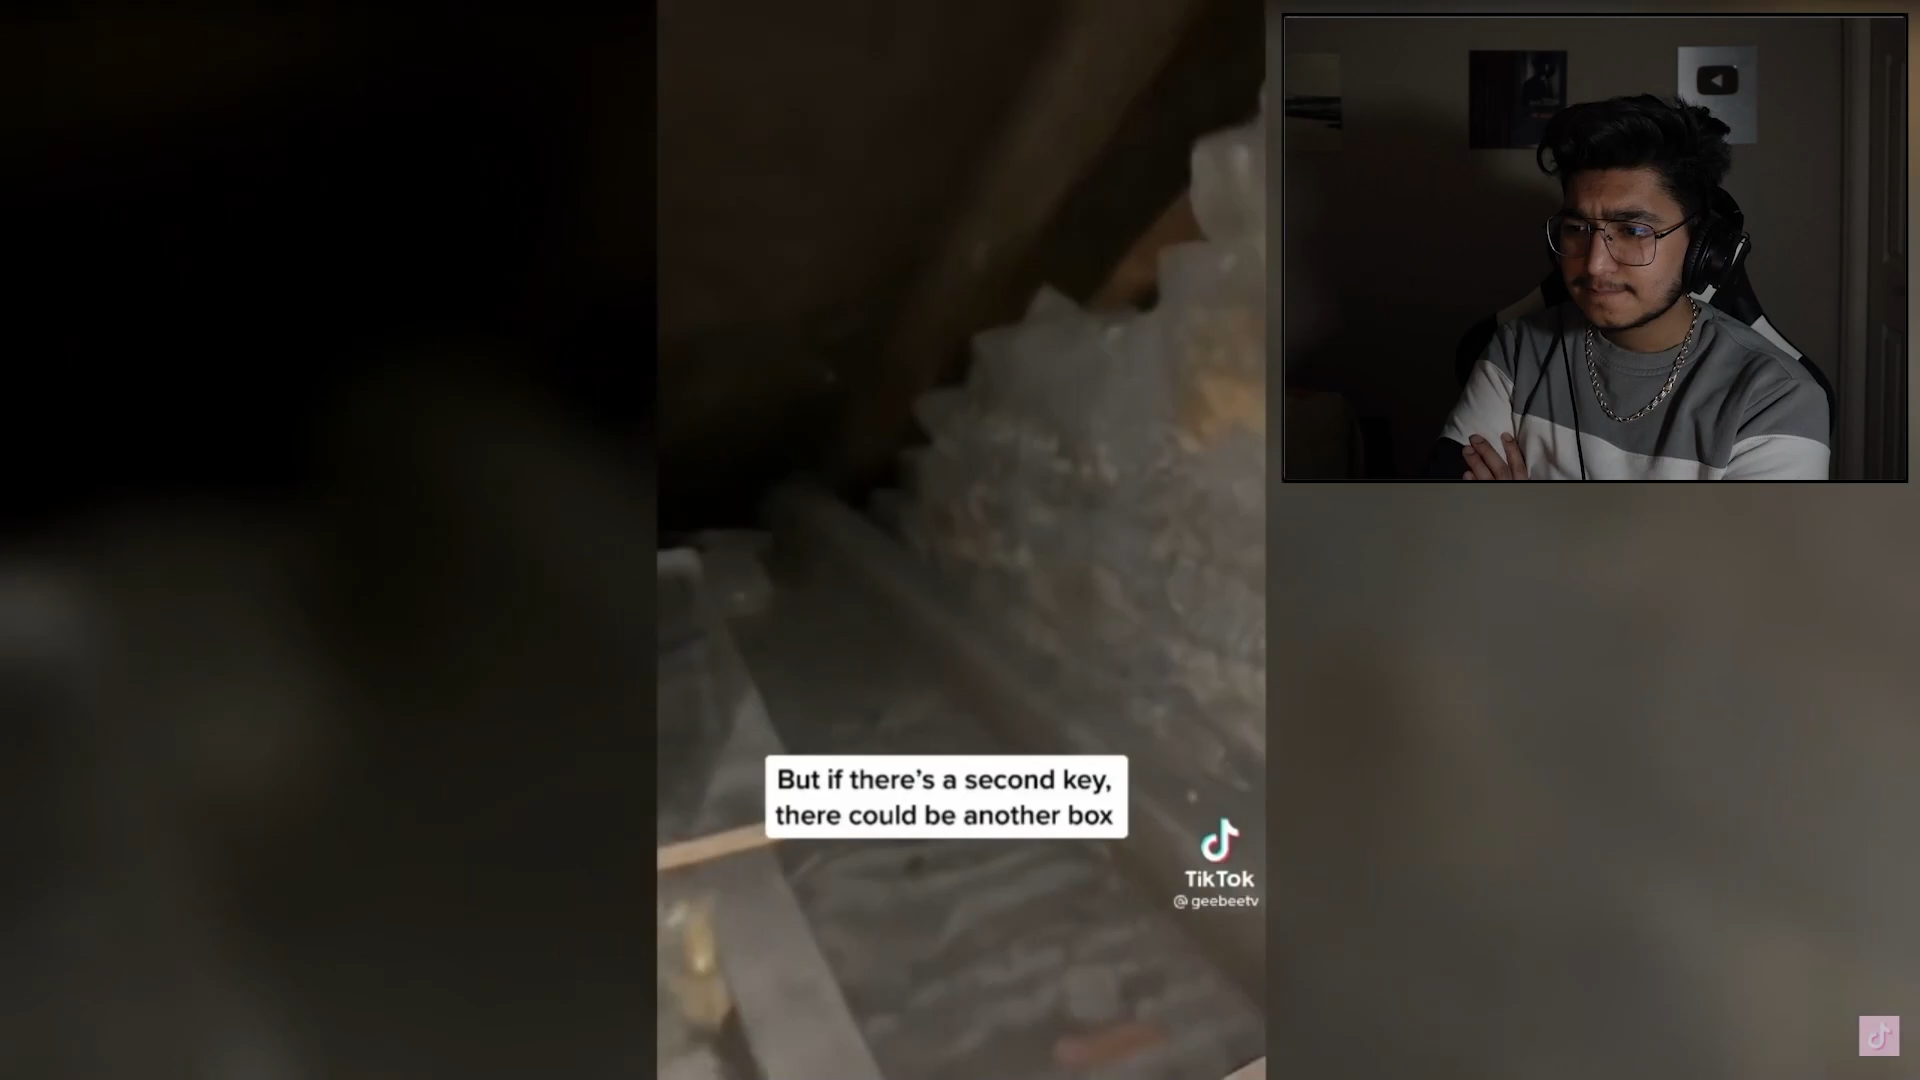 But if there's a second key,
there could be another box
TikTok
@ geebeetv